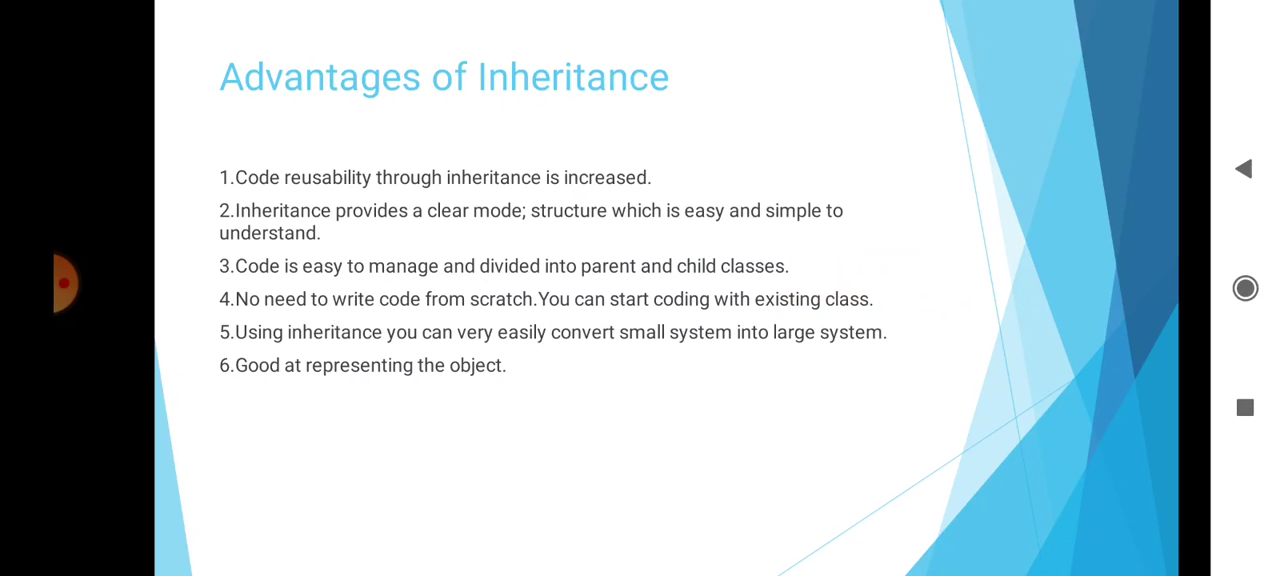 Advantages of Inheritance
1.Code reusability through inheritance is increased.
2.Inheritance provides a clear mode; structure which is easy and simple to
understand.
3.Code is easy to manage and divided into parent and child classes.
4.No need to write code from scratch.You can start coding with existing class.
5.Using inheritance you can very easily convert small system into large system.
6.Good at representing the object.